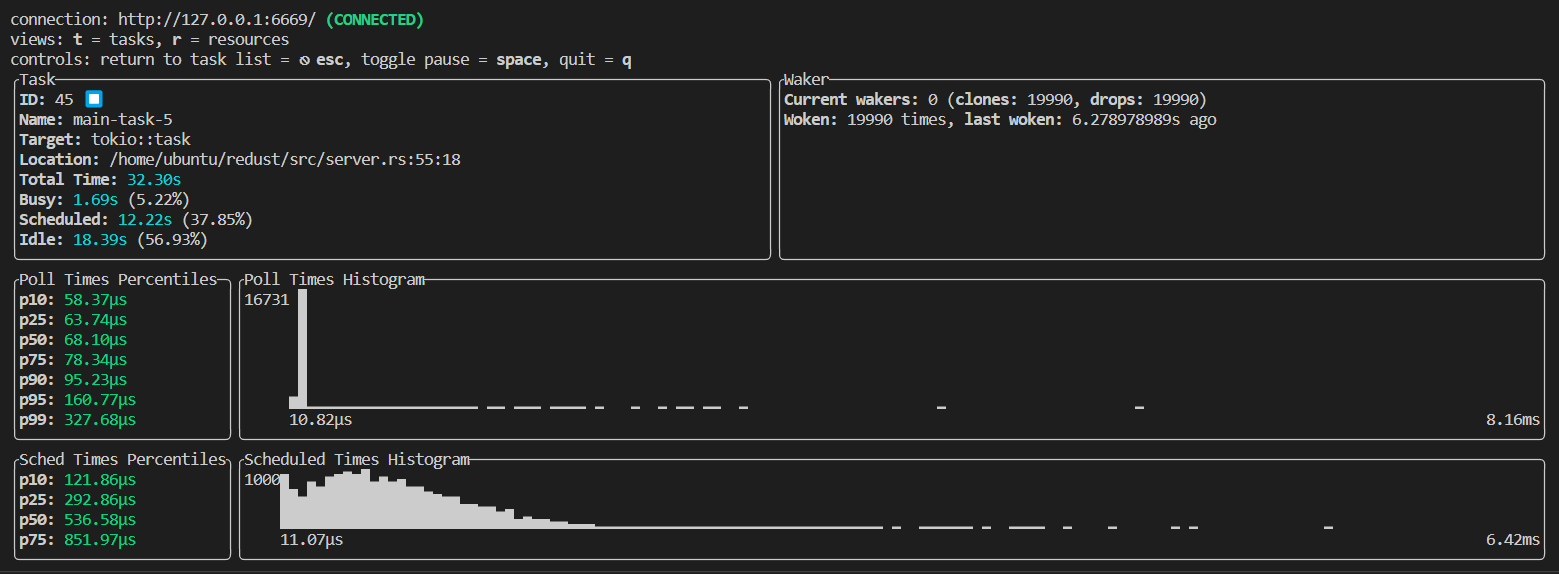 connection: http://127.0.0.1:6669/ (CONNECTED)
views: t = tasks, r = resources
controls: return to task list = ⎋ esc, toggle pause = space, quit = q
Task
ID: 45 ⏹
Name: main-task-5
Target: tokio::task
Location: /home/ubuntu/redust/src/server.rs:55:18
Total Time: 32.30s
Busy: 1.69s (5.22%)
Scheduled: 12.22s (37.85%)
Idle: 18.39s (56.93%)
Waker
Current wakers: 0 (clones: 19990, drops: 19990)
Woken: 19990 times, last woken: 6.278978989s ago
Poll Times Percentiles
p10: 58.37µs
p25: 63.74µs
p50: 68.10µs
p75: 78.34µs
p90: 95.23µs
p95: 160.77µs
p99: 327.68µs
Poll Times Histogram
16731
10.82µs 8.16ms
Sched Times Percentiles
p10: 121.86µs
p25: 292.86µs
p50: 536.58µs
p75: 851.97µs
Scheduled Times Histogram
1000
11.07µs 6.42ms